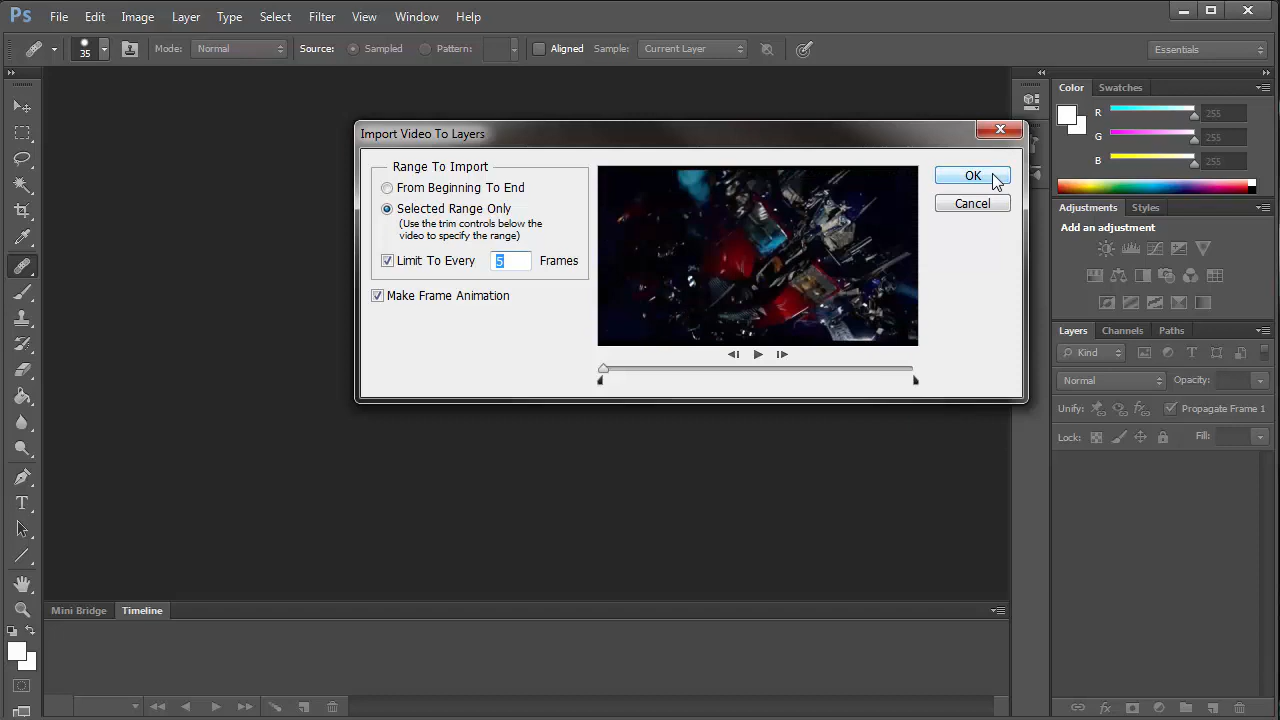 Ps File Edit Image Layer Type Select Filter View Window Help
35 Mode: Normal Source: Sampled Pattern: Aligned Sample: Current Layer Essentials
Color Swatches
R 255
G 255
B 255
Adjustments Styles
Add an adjustment
Layers Channels Paths
Kind
Normal Opacity:
Unify: Propagate Frame 1
Lock: Fill:
Import Video To Layers
Range To Import
From Beginning To End
Selected Range Only
(Use the trim controls below the
video to specify the range)
Limit To Every 5 Frames
Make Frame Animation
OK
Cancel
Mini Bridge Timeline